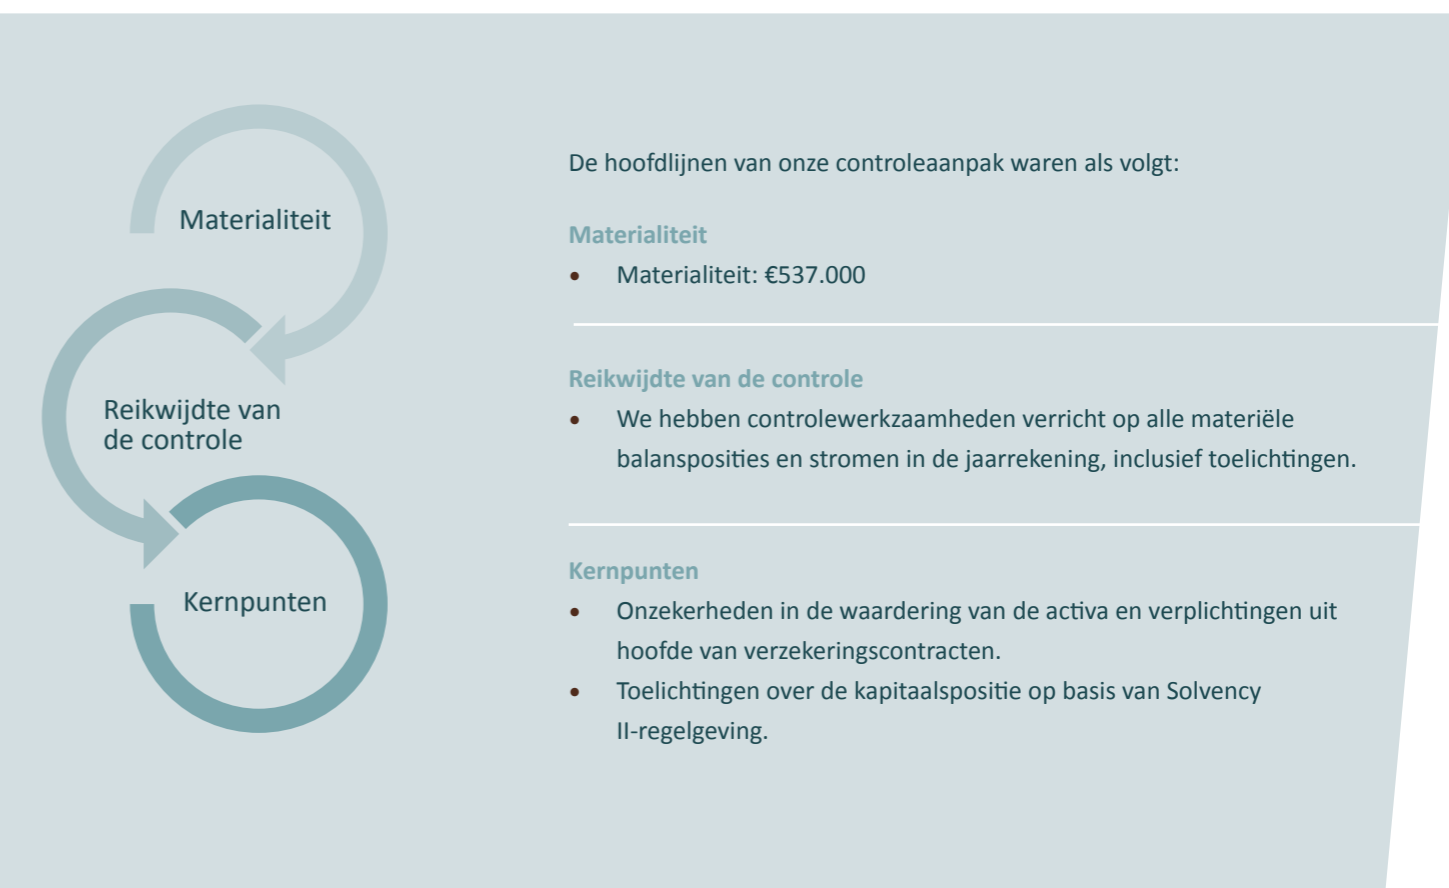 Materialiteit
Reikwijdte van
de controle
Kernpunten
De hoofdlijnen van onze controleaanpak waren als volgt:
Materialiteit
• Materialiteit: €537.000
Reikwijdte van de controle
• We hebben controlewerkzaamheden verricht op alle materiële
balansposities en stromen in de jaarrekening, inclusief toelichtingen.
Kernpunten
• Onzekerheden in de waardering van de activa en verplichtingen uit
hoofde van verzekeringscontracten.
• Toelichtingen over de kapitaalspositie op basis van Solvency
II-regelgeving.